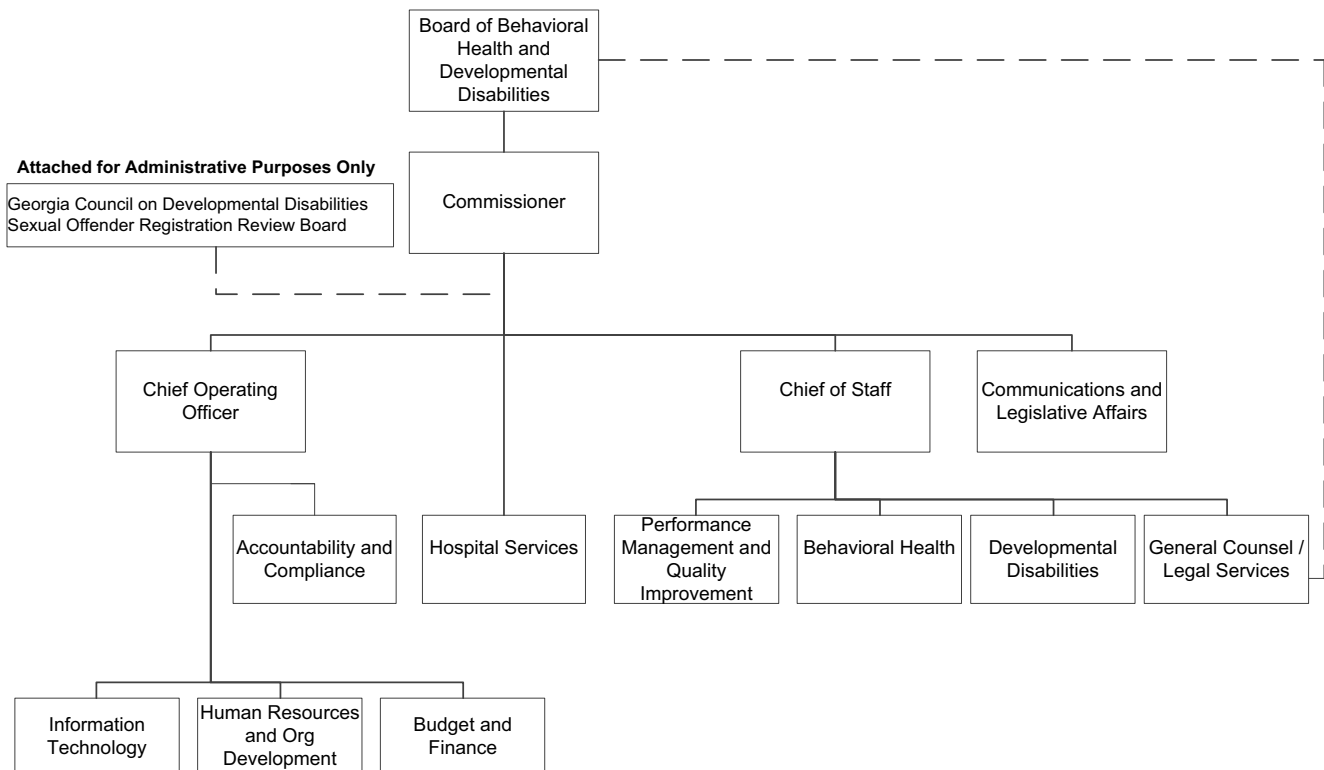 Board of Behavioral
Health and
Developmental
Disabilities
Attached for Administrative Purposes Only
Georgia Council on Developmental Disabilities
Sexual Offender Registration Review Board
Commissioner
Chief Operating
Officer
Chief of Staff
Communications and
Legislative Affairs
Accountability and
Compliance
Hospital Services
Performance
Management and
Quality
Improvement
Behavioral Health
Developmental
Disabilities
General Counsel /
Legal Services
Information
Technology
Human Resources
and Org
Development
Budget and
Finance